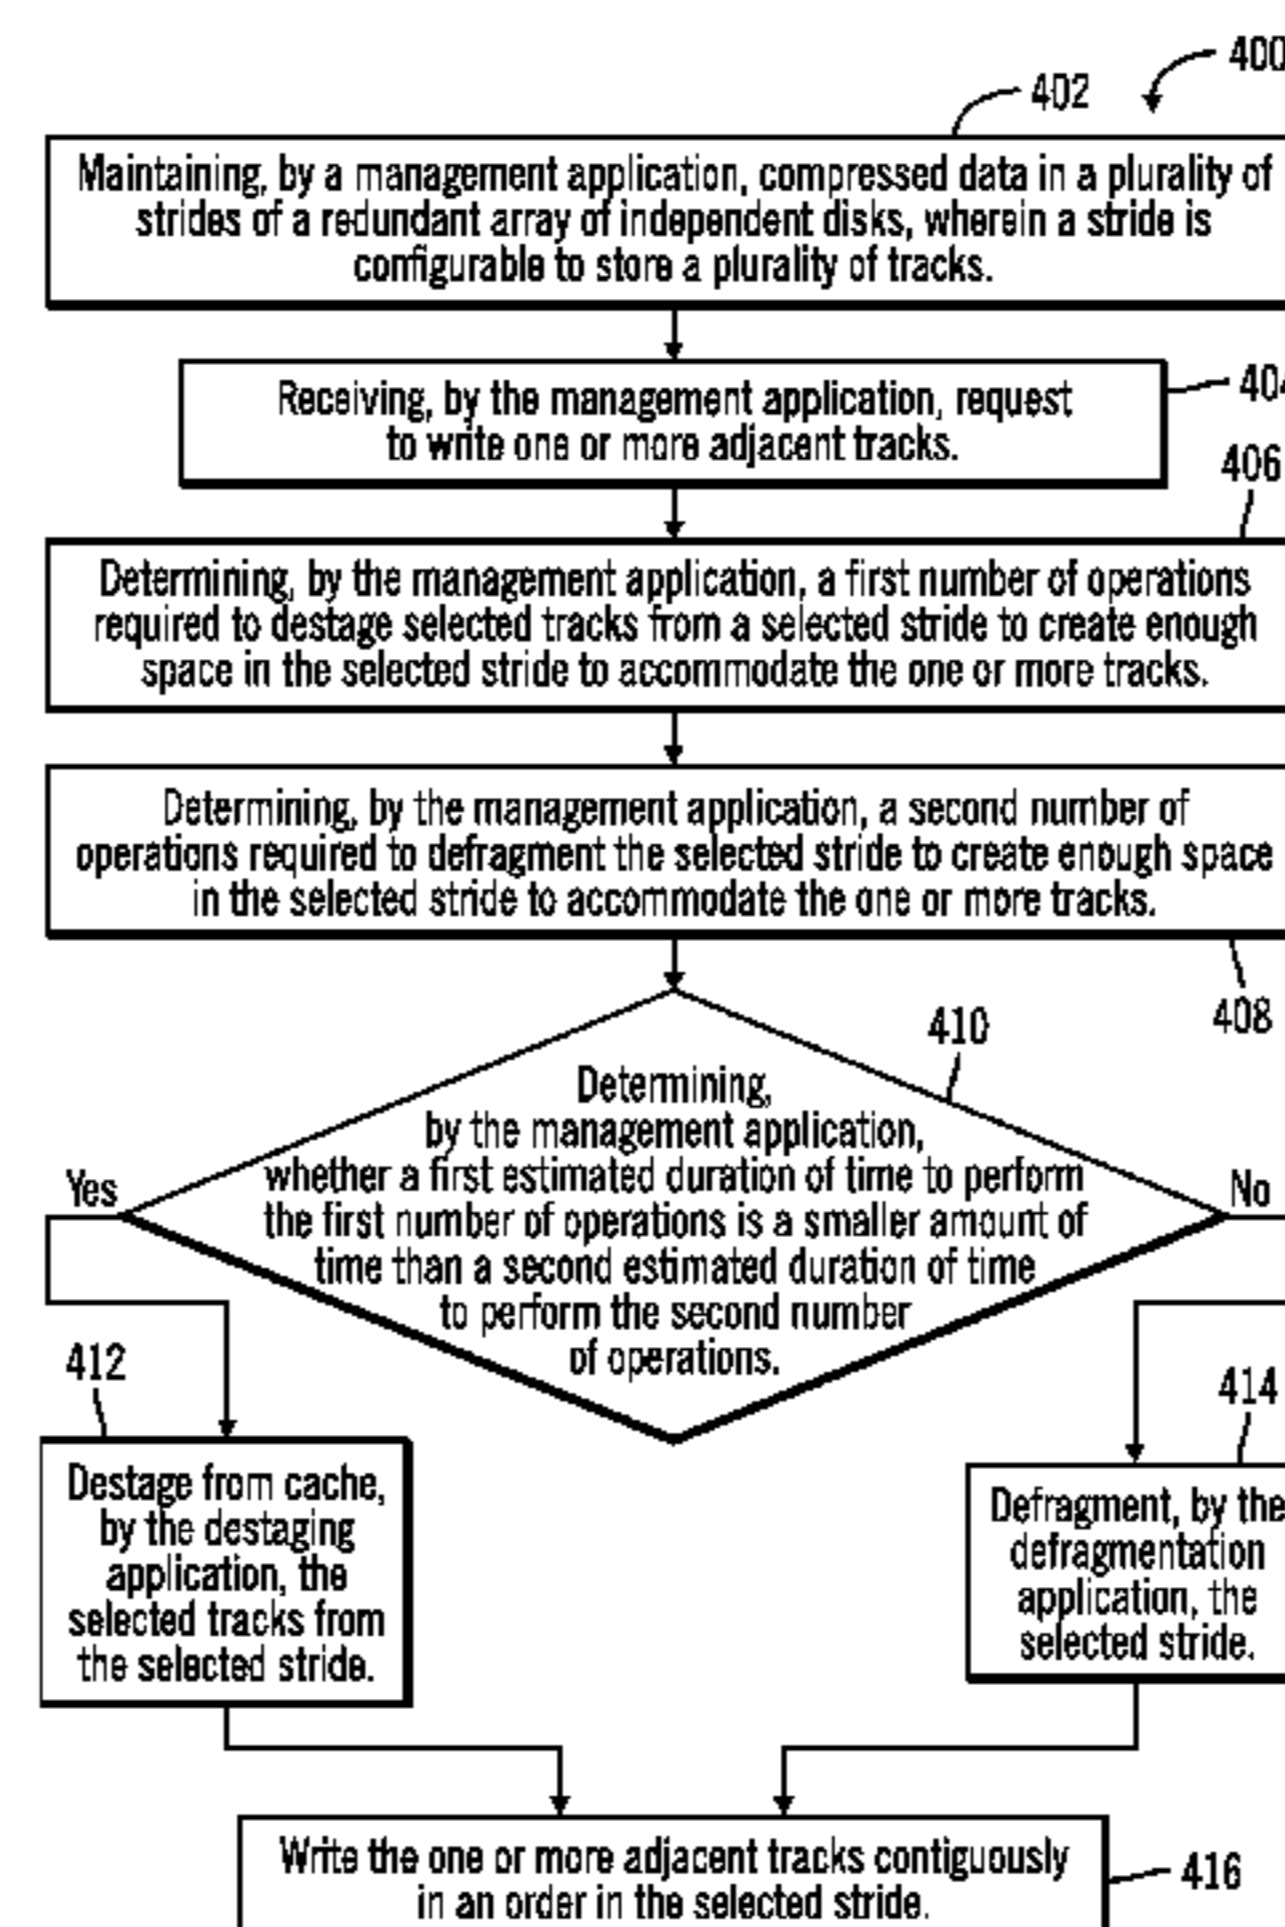 400
402
Maintaining, by a management application, compressed data in a plurality of
strides of a redundant array of independent disks, wherein a stride is
configurable to store a plurality of tracks.
Receiving, by the management application, request
to write one or more adjacent tracks.
404
406
Determining, by the management application, a first number of operations
required to destage selected tracks from a selected stride to create enough
space in the selected stride to accommodate the one or more tracks.
Determining, by the management application, a second number of
operations required to defragment the selected stride to create enough space
in the selected stride to accommodate the one or more tracks.
408
410
Determining,
by the management application,
whether a first estimated duration of time to perform
the first number of operations is a smaller amount of
time than a second estimated duration of time
to perform the second number
of operations.
Yes
No
412
Destage from cache,
by the destaging
application, the
selected tracks from
the selected stride.
414
Defragment, by the
defragmentation
application, the
selected stride.
Write the one or more adjacent tracks contiguously
in an order in the selected stride.
416